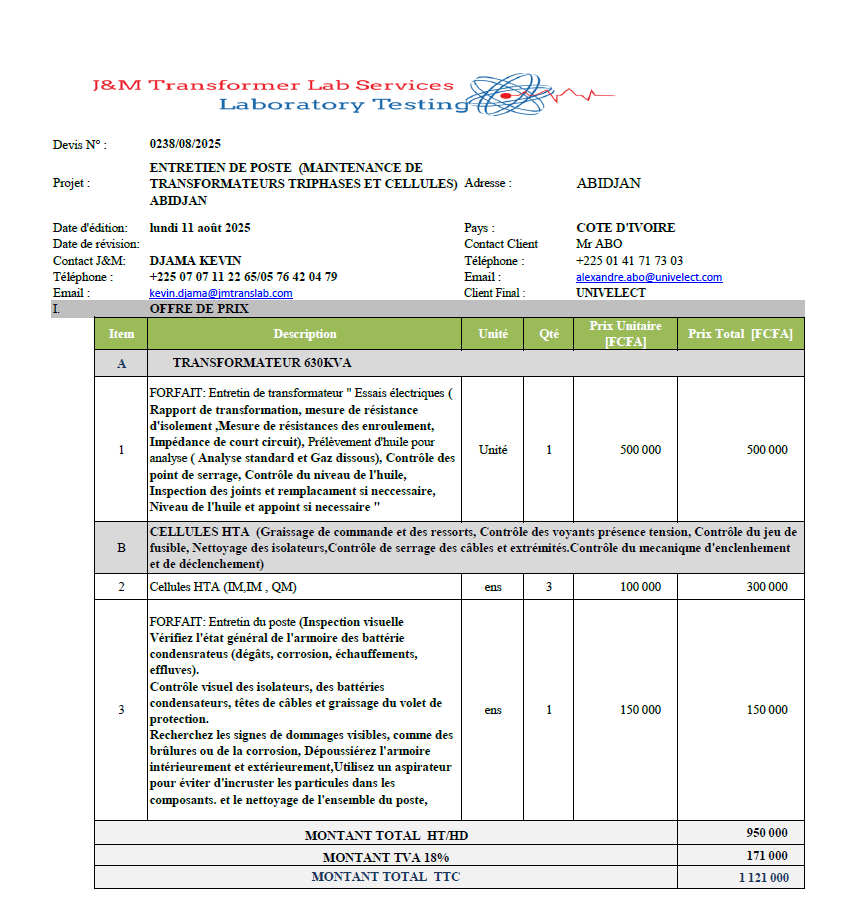 J&M Transformer Lab Services
Laboratory Testing
Devis N° : 0238/08/2025
Projet : ENTRETIEN DE POSTE (MAINTENANCE DE
TRANSFORMATEURS TRIPHASES ET CELLULES)
ABIDJAN
Adresse : ABIDJAN
Date d'édition: lundi 11 août 2025
Pays : COTE D'IVOIRE
Date de révision:
Contact Client Mr ABO
Contact J&M: DJAMA KEVIN
Téléphone : +225 01 41 71 73 03
Téléphone : +225 07 07 11 22 65/05 76 42 04 79
Email : alexandre.abo@univelect.com
Email : kevin.djama@jmtranslab.com
Client Final : UNIVELECT
I. OFFRE DE PRIX
Item Description Unité Qté Prix Unitaire [FCFA] Prix Total [FCFA]
A TRANSFORMATEUR 630KVA
FORFAIT: Entretin de transformateur " Essais électriques (
Rapport de transformation, mesure de résistance
d'isolement ,Mesure de résistances des enroulement,
Impédance de court circuit), Prélèvement d'huile pour
analyse ( Analyse standard et Gaz dissous), Contrôle des
point de serrage, Contrôle du niveau de l'huile,
Inspection des joints et remplacament si neccessaire,
Niveau de l'huile et appoint si necessaire "
1 Unité 1 500 000 500 000
B CELLULES HTA (Graissage de commande et des ressorts, Contrôle des voyants présence tension, Contrôle du jeu de
fusible, Nettoyage des isolateurs,Contrôle de serrage des câbles et extrémités.Contrôle du mecaniqme d'enclenhement
et de déclenchement)
2 Cellules HTA (IM,IM , QM) ens 3 100 000 300 000
FORFAIT: Entretin du poste (Inspection visuelle
Vérifiez l'état général de l'armoire des battérie
condensrateus (dégâts, corrosion, échauffements,
effluves).
Contrôle visuel des isolateurs, des battéries
condensateurs, têtes de câbles et graissage du volet de
protection.
Recherchez les signes de dommages visibles, comme des
brûlures ou de la corrosion, Dépoussiérez l'armoire
intérieurement et extérieurement,Utilisez un aspirateur
pour éviter d'incruster les particules dans les
composants. et le nettoyage de l'ensemble du poste,
3 ens 1 150 000 150 000
MONTANT TOTAL HT/HD 950 000
MONTANT TVA 18% 171 000
MONTANT TOTAL TTC 1 121 000